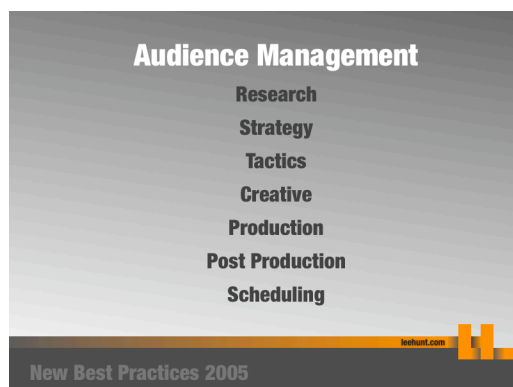 Audience Management
Research
Strategy
Tactics
Creative
Production
Post Production
Scheduling
leehunt.com
New Best Practices 2005